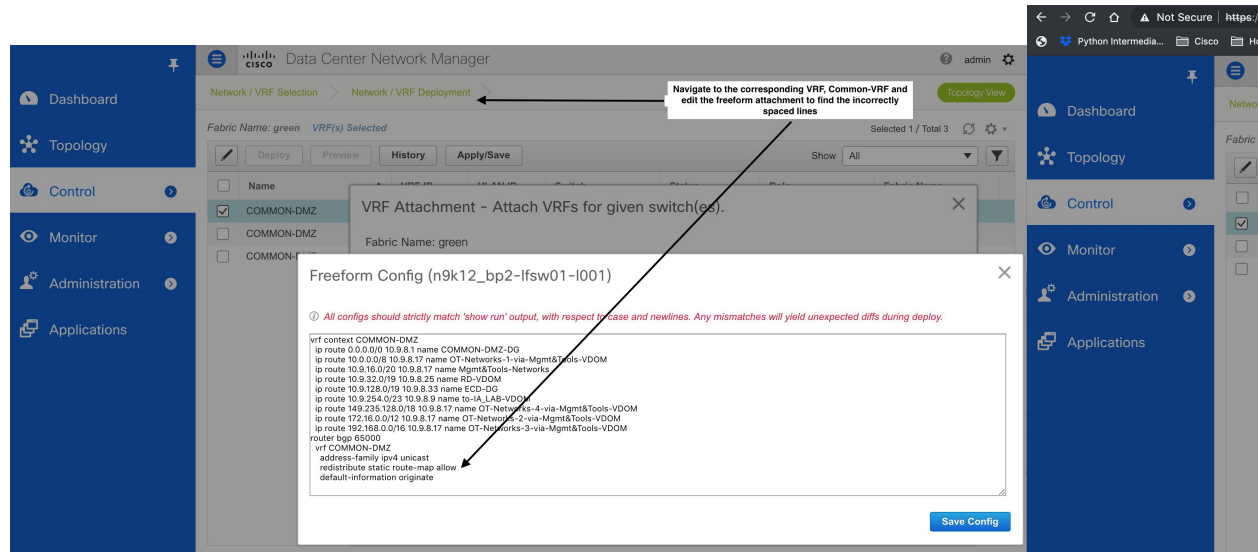 Not Secure | https:/
Python Intermedia... Cisco
CISCO Data Center Network Manager
admin
Network / VRF Selection Network / VRF Deployment
Navigate to the corresponding VRF, Common-VRF and
edit the freeform attachment to find the incorrectly
spaced lines
Topology View
Fabric Name: green VRF(s) Selected
Selected 1 / Total 3
Deploy Preview History Apply/Save
Show All
Name VRF ID VLAN ID Switch Status Role Fabric Name
COMMON-DMZ
COMMON-DMZ
VRF Attachment - Attach VRFs for given switch(es).
Fabric Name: green
Freeform Config (n9k12_bp2-lfsw01-l001)
All configs should strictly match 'show run' output, with respect to case and newlines. Any mismatches will yield unexpected diffs during deploy.
vrf context COMMON-DMZ
ip route 0.0.0.0/0 10.9.8.1 name COMMON-DMZ-DG
ip route 10.0.0.0/8 10.9.8.17 name OT-Networks-1-via-Mgmt&Tools-VDOM
ip route 10.9.16.0/20 10.9.8.17 name Mgmt&Tools-Networks
ip route 10.9.32.0/19 10.9.8.25 name RD-VDOM
ip route 10.9.128.0/19 10.9.8.33 name ECD-DG
ip route 10.9.254.0/23 10.9.8.9 name to-IA_LAB-VDOM
ip route 149.235.128.0/18 10.9.8.17 name OT-Networks-4-via-Mgmt&Tools-VDOM
ip route 172.16.0.0/12 10.9.8.17 name OT-Networks-2-via-Mgmt&Tools-VDOM
ip route 192.168.0.0/16 10.9.8.17 name OT-Networks-3-via-Mgmt&Tools-VDOM
router bgp 65000
vrf COMMON-DMZ
address-family ipv4 unicast
redistribute static route-map allow
default-information originate
Save Config
Dashboard
Topology
Control
Monitor
Administration
Applications
Dashboard
Topology
Control
Monitor
Administration
Applications
Fabric